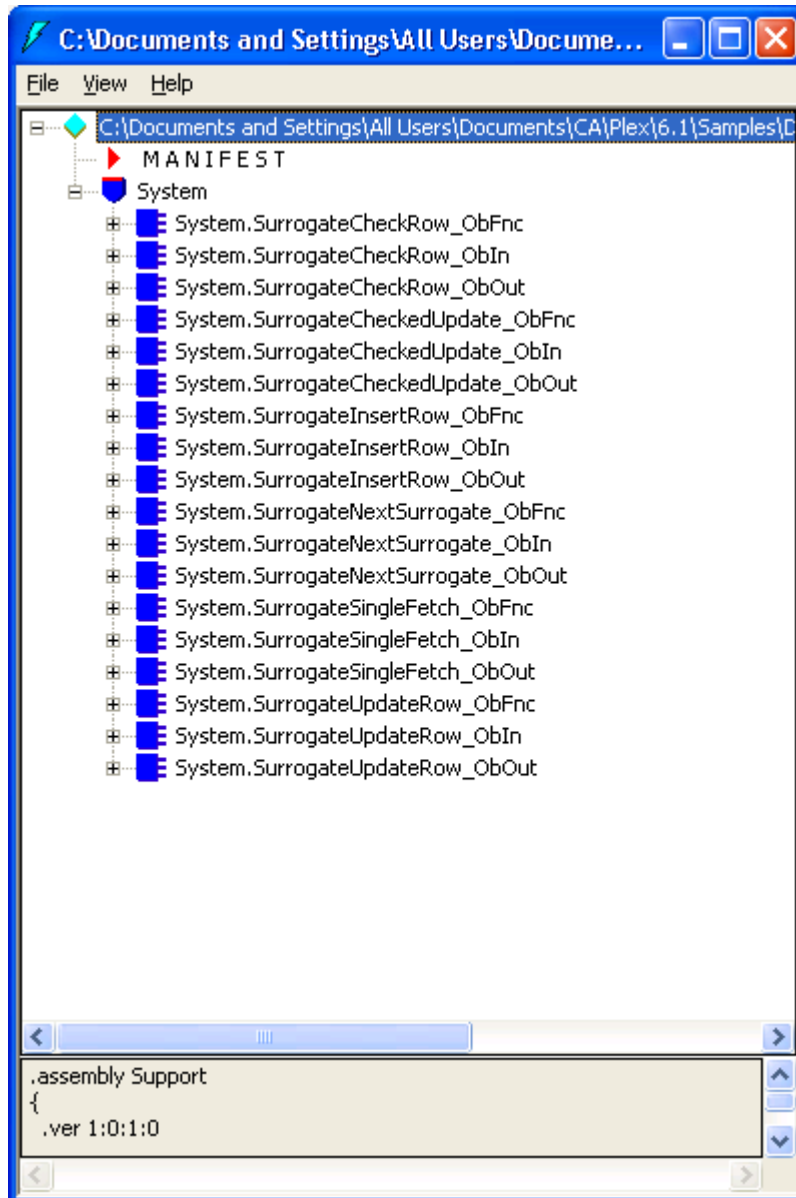 C:\Documents and Settings\All Users\Docume...
File View Help
C:\Documents and Settings\All Users\Documents\CA\Plex\6.1\Samples\D
M A N I F E S T
System
System.SurrogateCheckRow_ObFnc
System.SurrogateCheckRow_ObIn
System.SurrogateCheckRow_ObOut
System.SurrogateCheckedUpdate_ObFnc
System.SurrogateCheckedUpdate_ObIn
System.SurrogateCheckedUpdate_ObOut
System.SurrogateInsertRow_ObFnc
System.SurrogateInsertRow_ObIn
System.SurrogateInsertRow_ObOut
System.SurrogateNextSurrogate_ObFnc
System.SurrogateNextSurrogate_ObIn
System.SurrogateNextSurrogate_ObOut
System.SurrogateSingleFetch_ObFnc
System.SurrogateSingleFetch_ObIn
System.SurrogateSingleFetch_ObOut
System.SurrogateUpdateRow_ObFnc
System.SurrogateUpdateRow_ObIn
System.SurrogateUpdateRow_ObOut
.assembly Support
{
.ver 1:0:1:0